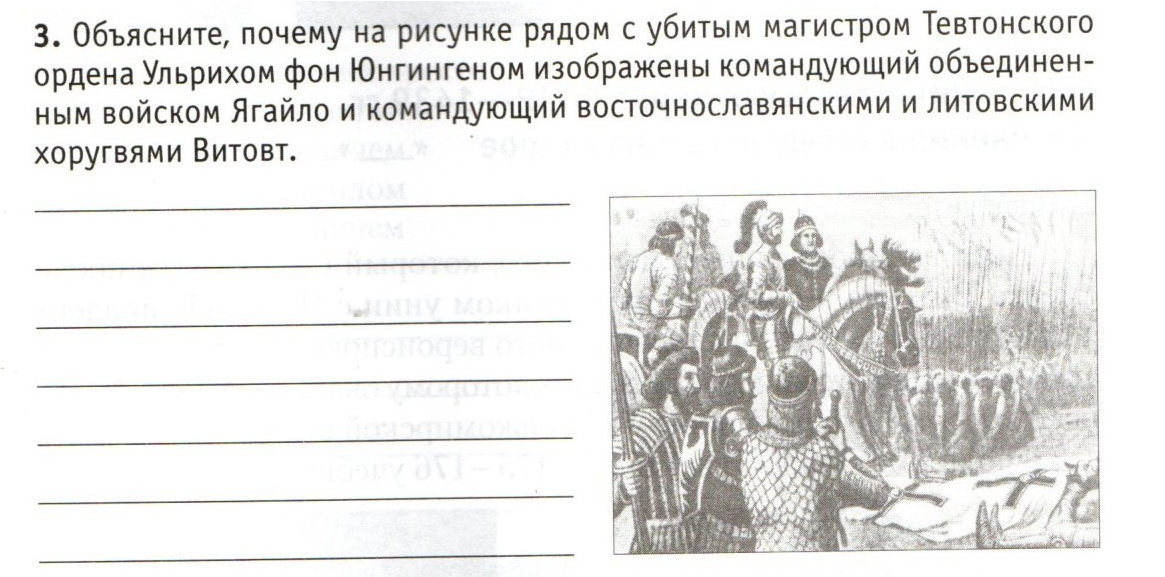 3. Объясните, почему на рисунке рядом с убитым магистром Тевтонского
ордена Ульрихом фон Юнгингеном изображены командующий объединен-
ным войском Ягайло и командующий восточнославянскими и литовскими
хоругвями Витовт.